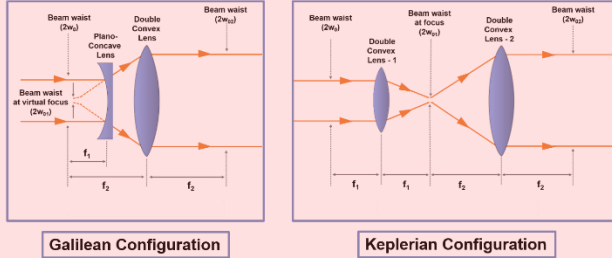 Beam waist
(2w₀)
Plano-
Concave
Lens
Double
Convex
Lens
Beam waist
(2w₀₂)
Beam waist
at virtual focus
(2w₀₁)
f₁
f₂
f₂
Galilean Configuration
Beam waist
(2w₀)
Double
Convex
Lens - 1
Beam waist
at focus
(2w₀₁)
Double
Convex
Lens - 2
Beam waist
(2w₀₂)
f₁
f₁
f₂
f₂
Keplerian Configuration